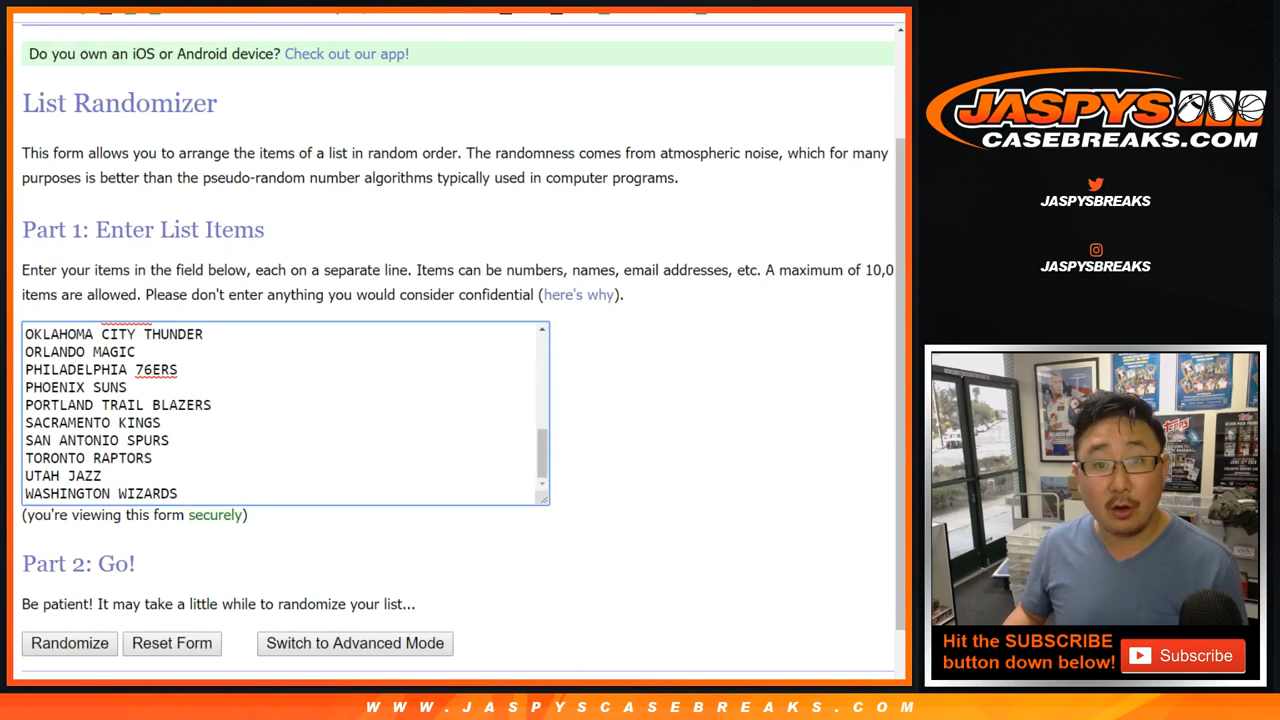 Do you own an iOS or Android device? Check out our app!
List Randomizer
This form allows you to arrange the items of a list in random order. The randomness comes from atmospheric noise, which for many
purposes is better than the pseudo-random number algorithms typically used in computer programs.
Part 1: Enter List Items
Enter your items in the field below, each on a separate line. Items can be numbers, names, email addresses, etc. A maximum of 10,0
items are allowed. Please don't enter anything you would consider confidential (here's why).
OKLAHOMA CITY THUNDER
ORLANDO MAGIC
PHILADELPHIA 76ERS
PHOENIX SUNS
PORTLAND TRAIL BLAZERS
SACRAMENTO KINGS
SAN ANTONIO SPURS
TORONTO RAPTORS
UTAH JAZZ
WASHINGTON WIZARDS
(you're viewing this form securely)
Part 2: Go!
Be patient! It may take a little while to randomize your list...
Randomize Reset Form Switch to Advanced Mode
JASPYS
CASEBREAKS.COM
JASPYSBREAKS
JASPYSBREAKS
Topps
Hit the SUBSCRIBE
button down below!
Subscribe
WWW.JASPYSCASEBREAKS.COM